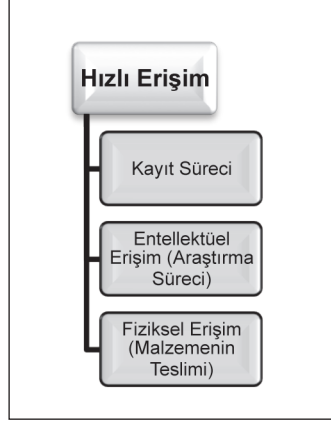 Hızlı Erişim
Kayıt Süreci
Entellektüel
Erişim (Araştırma
Süreci)
Fiziksel Erişim
(Malzemenin
Teslimi)